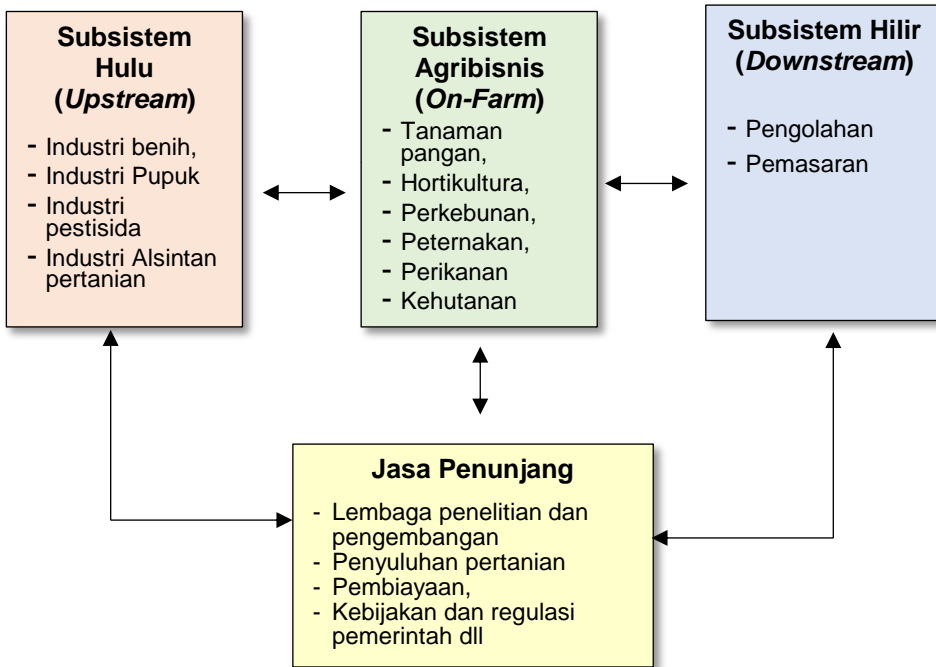 Subsistem
Hulu
(Upstream)
- Industri benih,
- Industri Pupuk
- Industri
pestisida
- Industri Alsintan
pertanian
Subsistem
Agribisnis
(On-Farm)
- Tanaman
pangan,
- Hortikultura,
- Perkebunan,
- Peternakan,
- Perikanan
- Kehutanan
Subsistem Hilir
(Downstream)
- Pengolahan
- Pemasaran
Jasa Penunjang
- Lembaga penelitian dan
pengembangan
- Penyuluhan pertanian
- Pembiayaan,
- Kebijakan dan regulasi
pemerintah dll